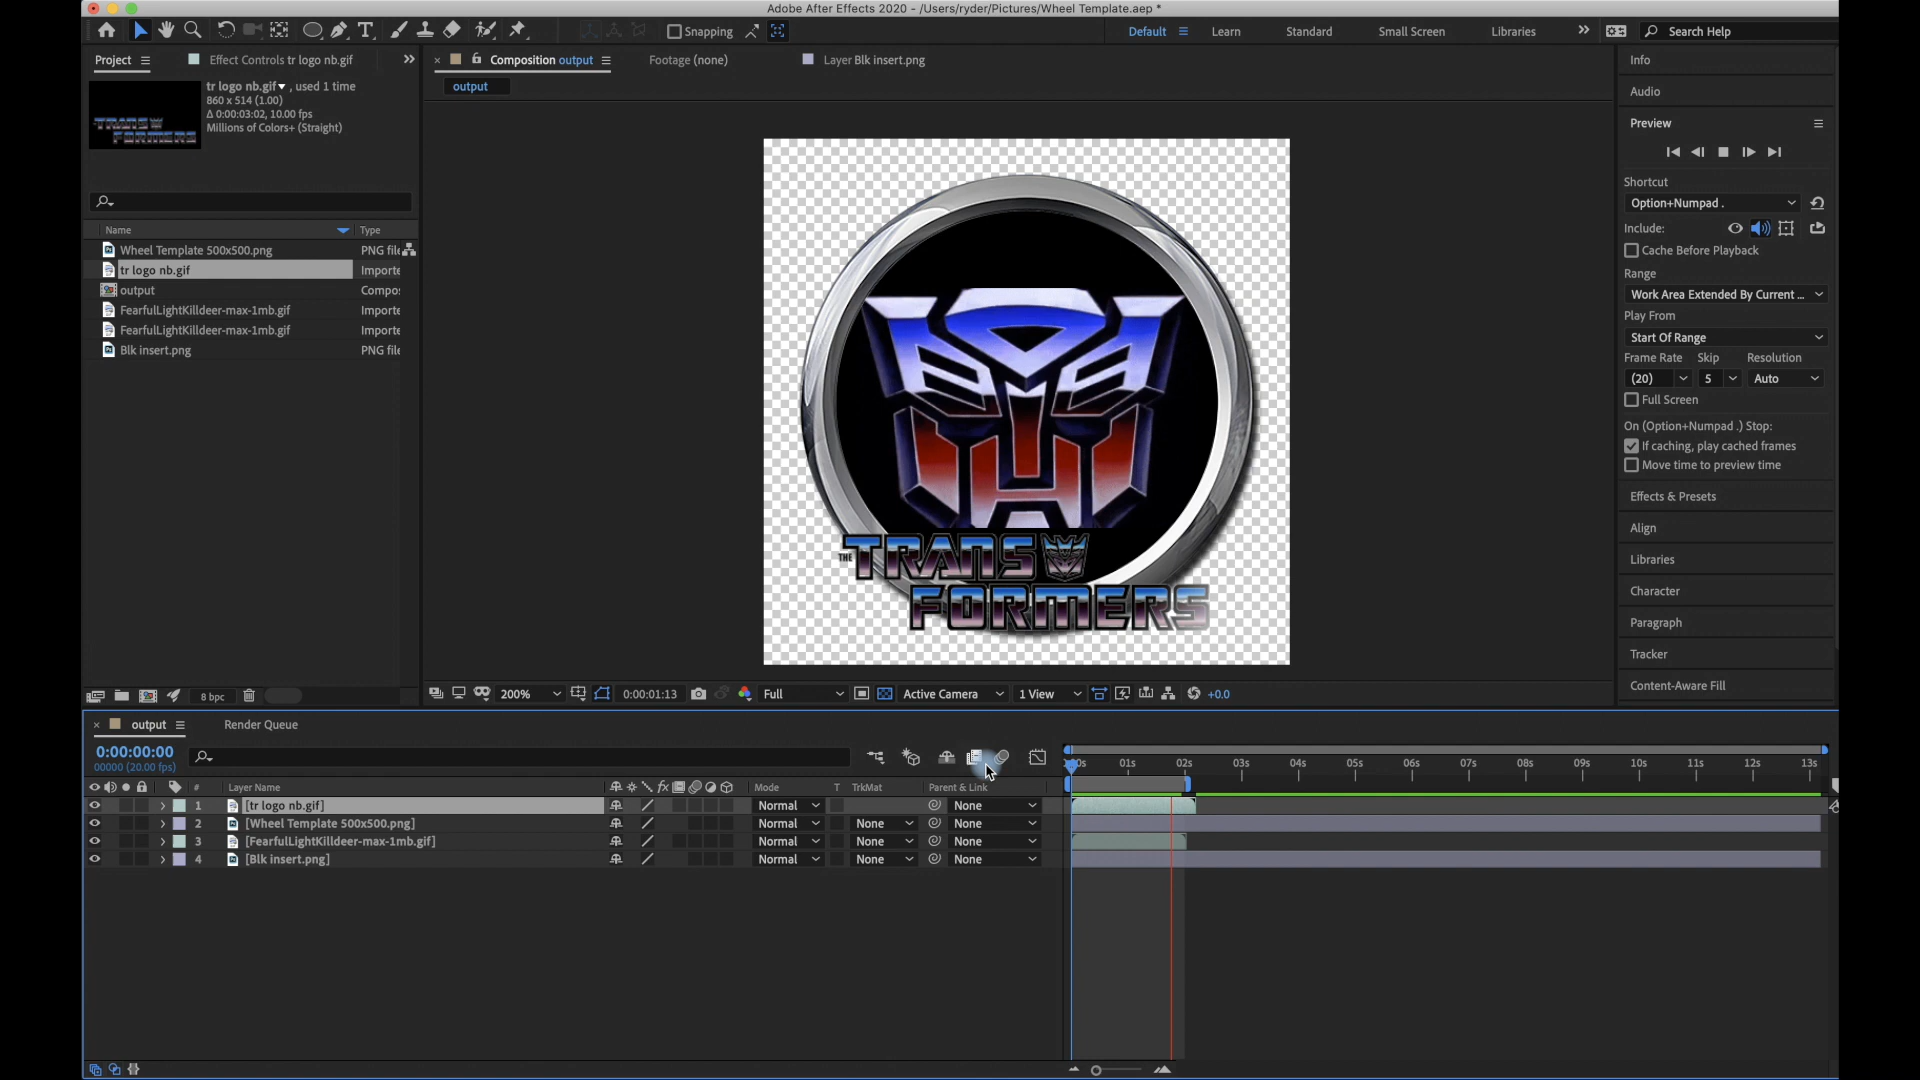 Adobe After Effects 2020 - /Users/ryder/Pictures/Wheel Template.aep *
Snapping
Default
Learn
Standard
Small Screen
Libraries
Search Help
Project
Effect Controls tr logo nb.gif
Composition output
Footage (none)
Layer Blk insert.png
output
tr logo nb.gif , used 1 time
860 x 514 (1.00)
Δ 0:00:03:02, 10.00 fps
Millions of Colors+ (Straight)
Name
Type
Wheel Template 500x500.png
PNG file
tr logo nb.gif
Importe
output
Compos
FearfulLightKilldeer-max-1mb.gif
Importe
FearfulLightKilldeer-max-1mb.gif
Importe
Blk insert.png
PNG file
THE TRANS
FORMERS
Info
Audio
Preview
Shortcut
Option+Numpad .
Include:
Cache Before Playback
Range
Work Area Extended By Current ...
Play From
Start Of Range
Frame Rate Skip Resolution
(20) 5 Auto
Full Screen
On (Option+Numpad .) Stop:
If caching, play cached frames
Move time to preview time
Effects & Presets
Align
Libraries
Character
Paragraph
Tracker
Content-Aware Fill
8 bpc
200%
0:00:01:13
Full
Active Camera
1 View
+0.0
output
Render Queue
0:00:00:00
00000 (20.00 fps)
01s 02s 03s 04s 05s 06s 07s 08s 09s 10s 11s 12s 13s
# Layer Name fx Mode T TrkMat Parent & Link
1 [tr logo nb.gif] Normal None
2 [Wheel Template 500x500.png] Normal None None
3 [FearfulLightKilldeer-max-1mb.gif] Normal None None
4 [Blk insert.png] Normal None None